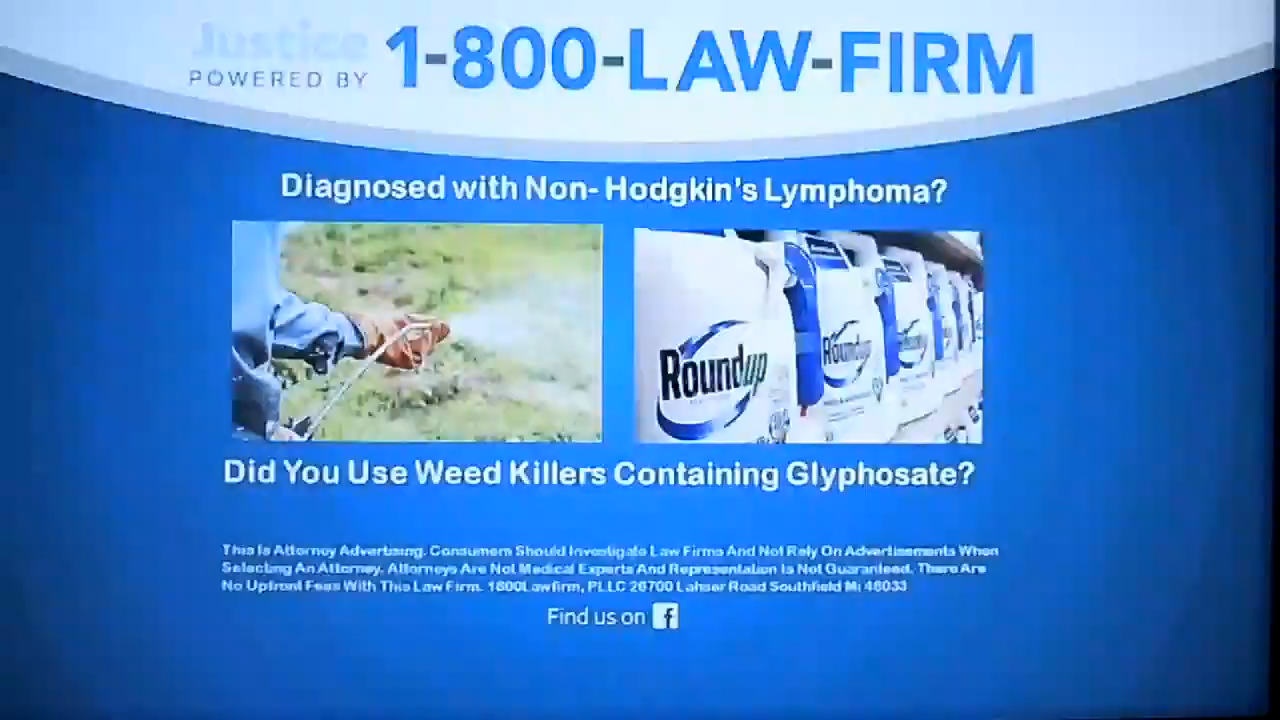 Justice
POWERED BY
1-800-LAW-FIRM
Diagnosed with Non- Hodgkin's Lymphoma?
Roundup
Roundup
Roundup
Did You Use Weed Killers Containing Glyphosate?
This Is Attorney Advertising. Consumers Should Investigate Law Firms And Not Rely On Advertisements When
Selecting An Attorney. Attorneys Are Not Medical Experts And Representation Is Not Guaranteed. There Are
No Upfront Fees With This Law Firm. 1800Lawfirm, PLLC 26700 Lahser Road Southfield MI 48033
Find us on f